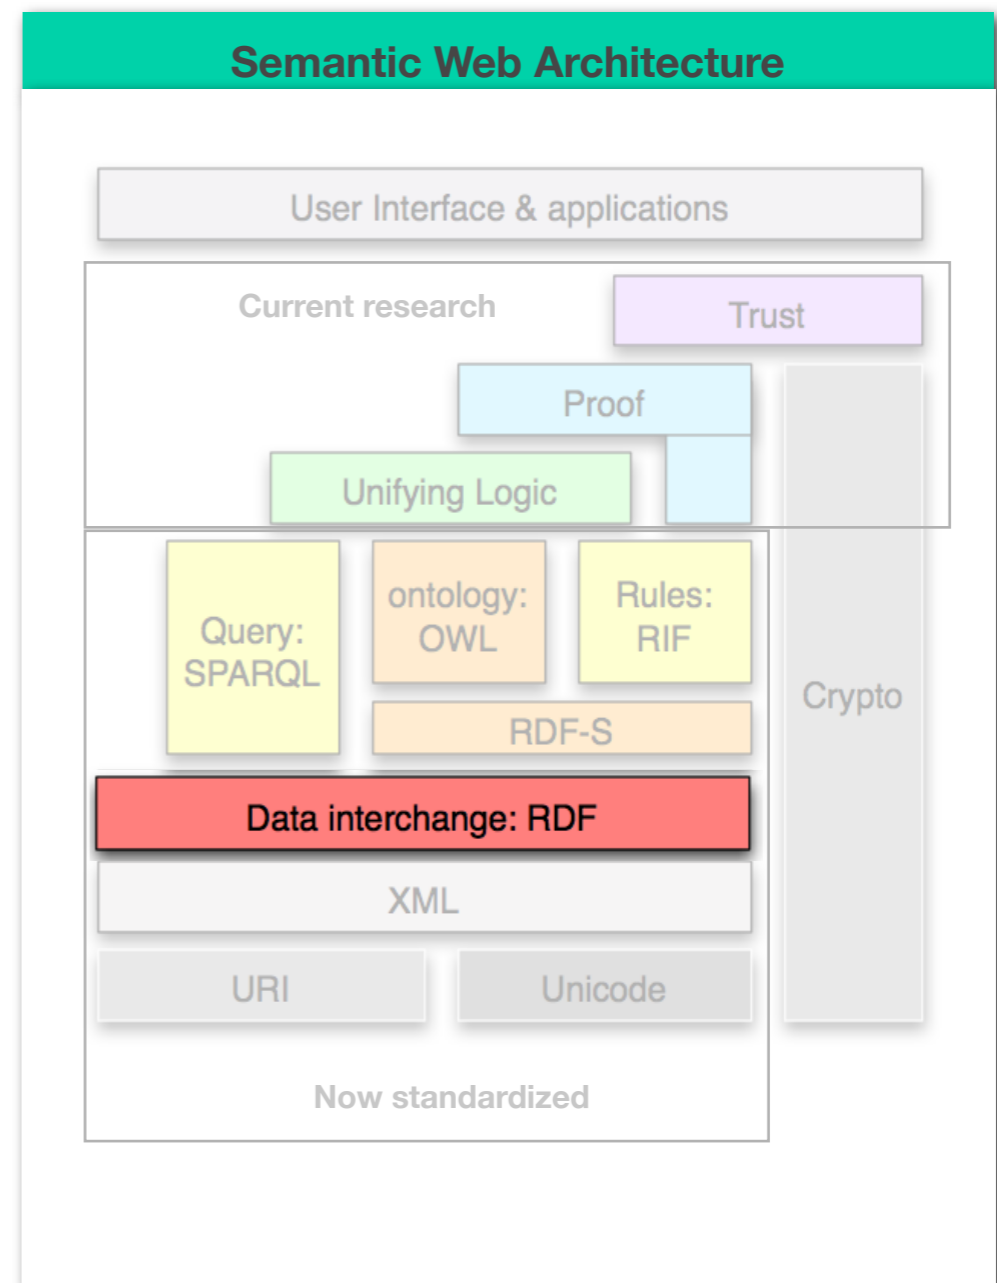 Semantic Web Architecture
User Interface & applications
Current research
Trust
Proof
Unifying Logic
Query:
SPARQL
ontology:
OWL
Rules:
RIF
RDF-S
Crypto
Data interchange: RDF
XML
URI
Unicode
Now standardized